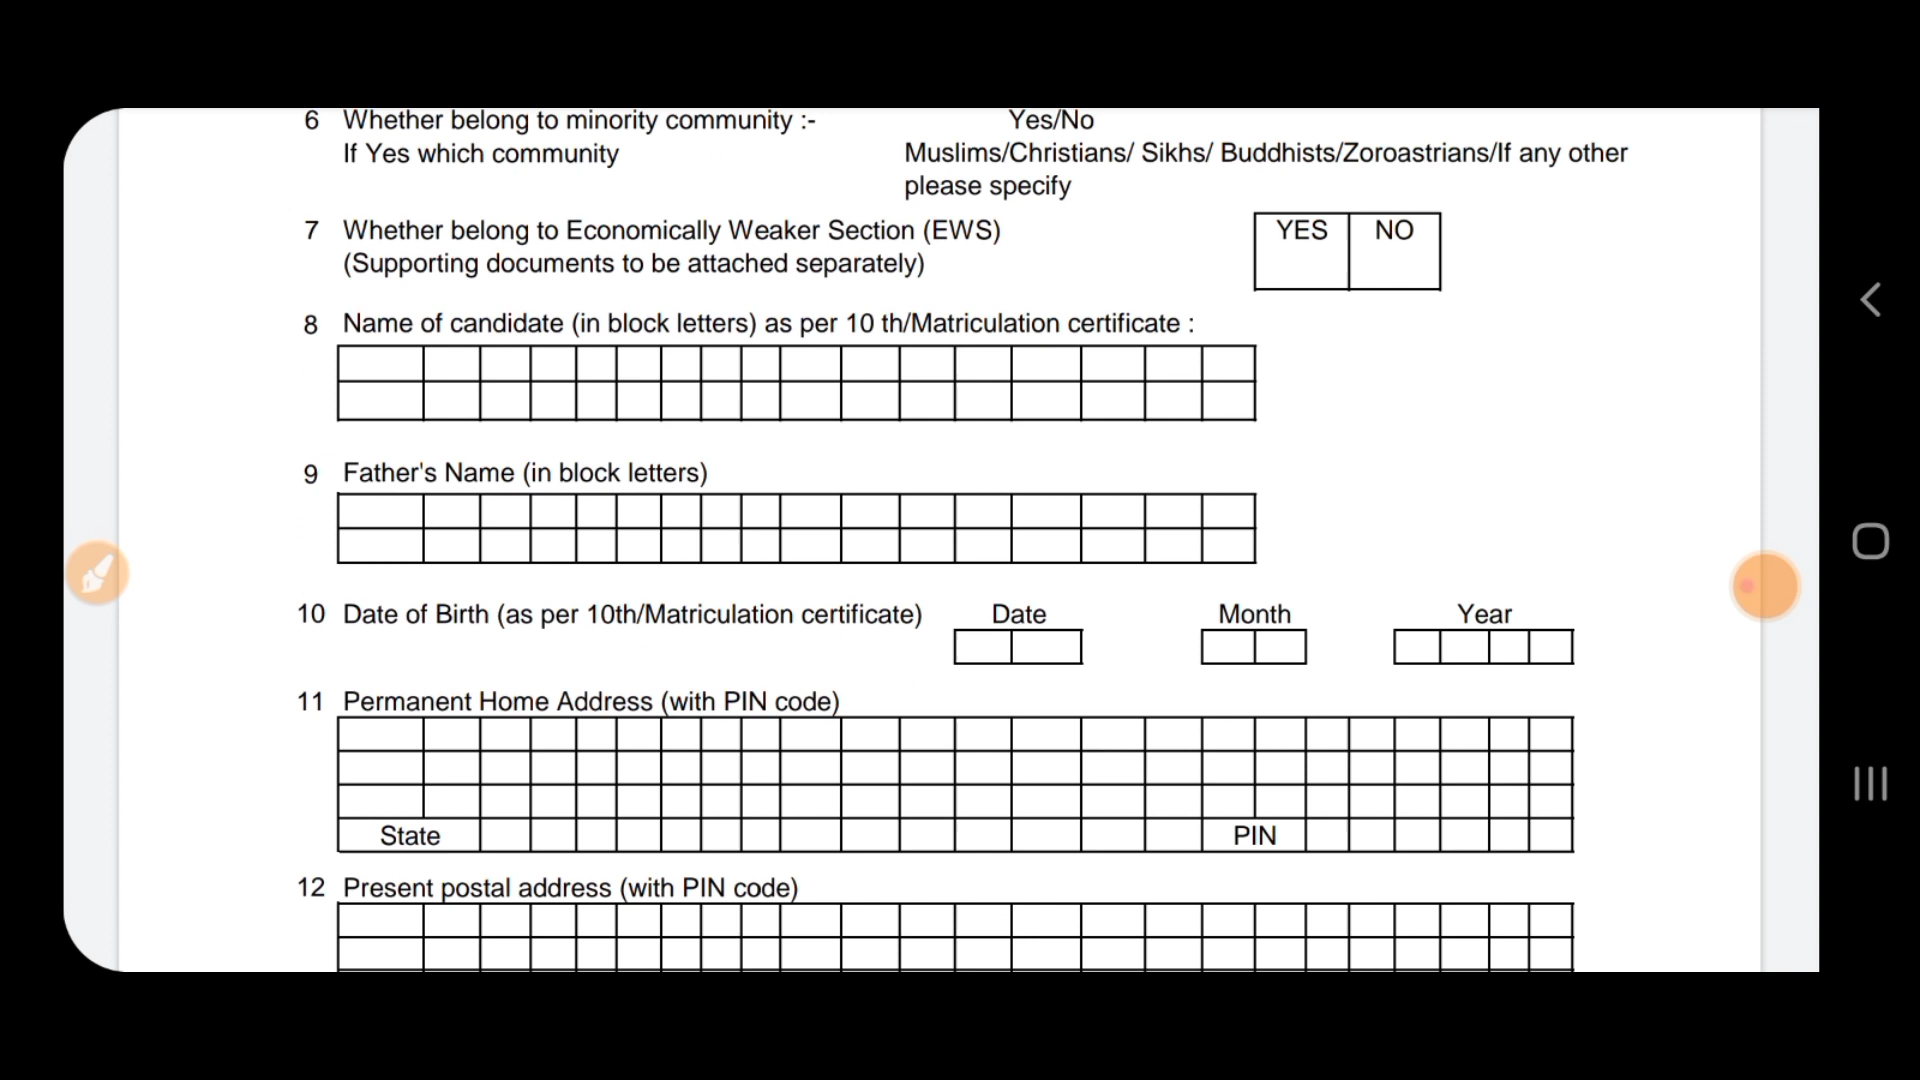 6 Whether belong to minority community :- Yes/No
If Yes which community Muslims/Christians/ Sikhs/ Buddhists/Zoroastrians/If any other
please specify
7 Whether belong to Economically Weaker Section (EWS) YES NO
(Supporting documents to be attached separately)
8 Name of candidate (in block letters) as per 10 th/Matriculation certificate :
9 Father's Name (in block letters)
10 Date of Birth (as per 10th/Matriculation certificate) Date Month Year
11 Permanent Home Address (with PIN code)
State PIN
12 Present postal address (with PIN code)